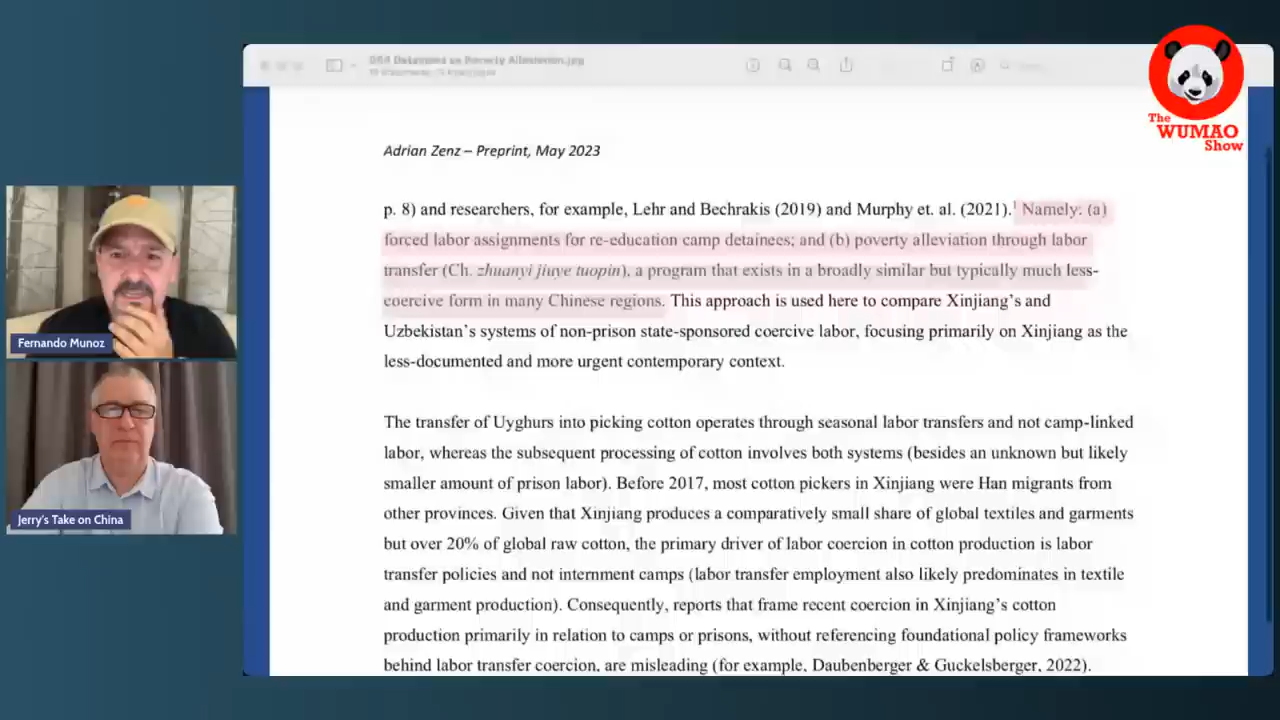 The
WUMAO
Show
Adrian Zenz – Preprint, May 2023
p. 8) and researchers, for example, Lehr and Bechrakis (2019) and Murphy et. al. (2021).¹ Namely: (a)
forced labor assignments for re-education camp detainees; and (b) poverty alleviation through labor
transfer (Ch. zhuanyi jiuye tuopin), a program that exists in a broadly similar but typically much less-
coercive form in many Chinese regions. This approach is used here to compare Xinjiang’s and
Uzbekistan’s systems of non-prison state-sponsored coercive labor, focusing primarily on Xinjiang as the
less-documented and more urgent contemporary context.
The transfer of Uyghurs into picking cotton operates through seasonal labor transfers and not camp-linked
labor, whereas the subsequent processing of cotton involves both systems (besides an unknown but likely
smaller amount of prison labor). Before 2017, most cotton pickers in Xinjiang were Han migrants from
other provinces. Given that Xinjiang produces a comparatively small share of global textiles and garments
but over 20% of global raw cotton, the primary driver of labor coercion in cotton production is labor
transfer policies and not internment camps (labor transfer employment also likely predominates in textile
and garment production). Consequently, reports that frame recent coercion in Xinjiang’s cotton
production primarily in relation to camps or prisons, without referencing foundational policy frameworks
behind labor transfer coercion, are misleading (for example, Daubenberger & Guckelsberger, 2022).
Fernando Munoz
Jerry's Take on China